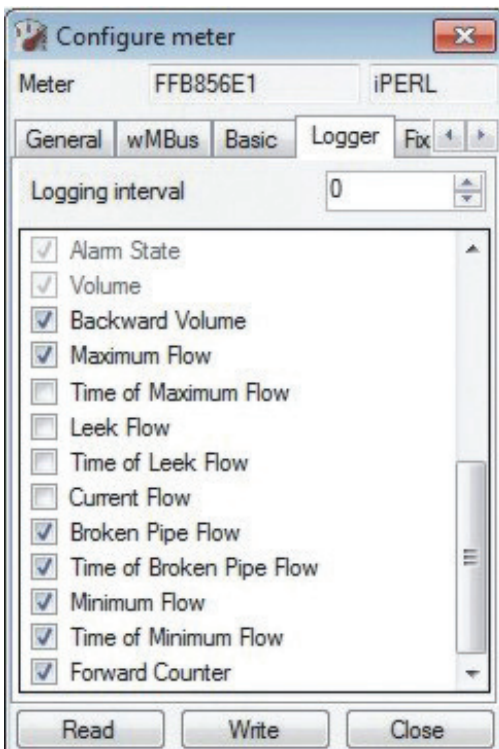 Configure meter
Meter FFB856E1 iPERL
General wMBus Basic Logger Fix
Logging interval 0
Alarm State
Volume
Backward Volume
Maximum Flow
Time of Maximum Flow
Leek Flow
Time of Leek Flow
Current Flow
Broken Pipe Flow
Time of Broken Pipe Flow
Minimum Flow
Time of Minimum Flow
Forward Counter
Read Write Close